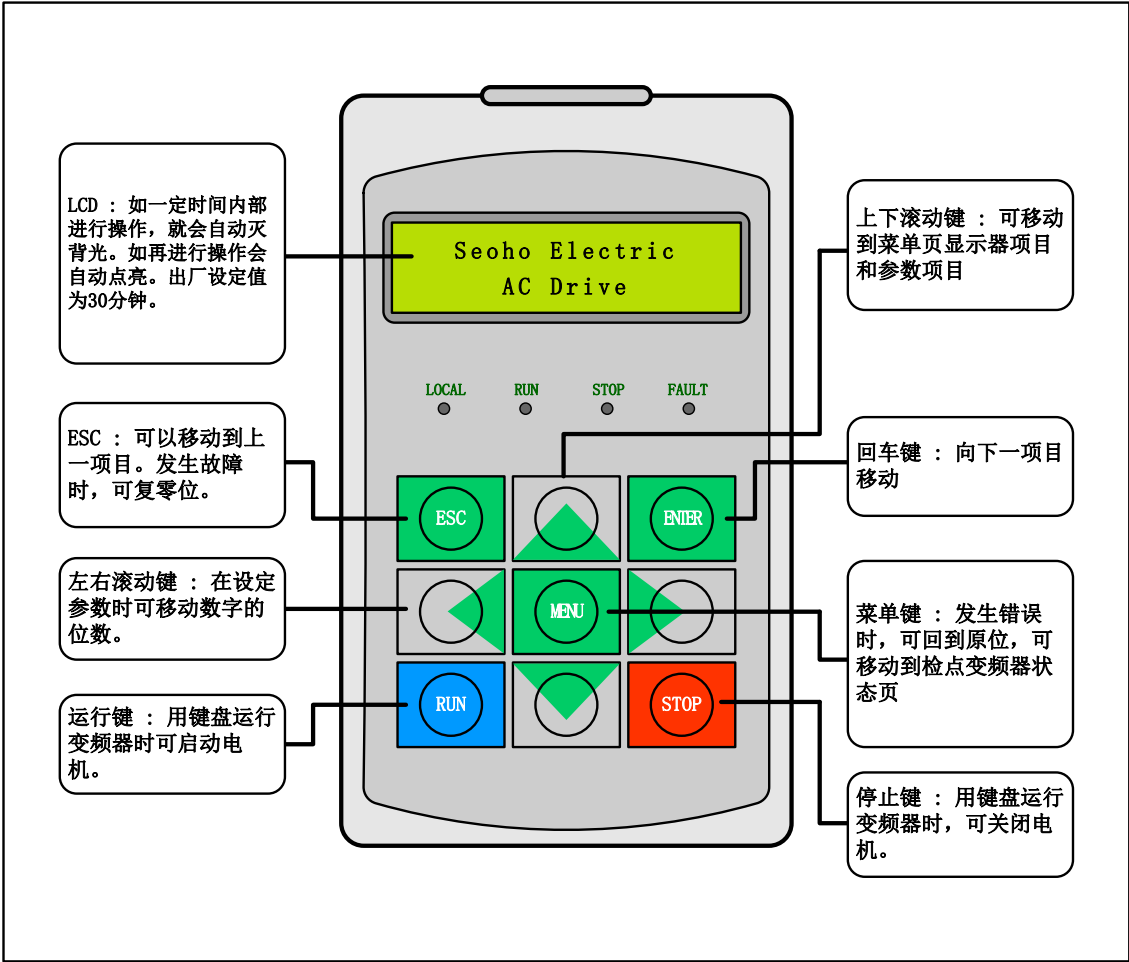 LCD : 如一定时间内部
进行操作，就会自动灭
背光。如再进行操作会
自动点亮。出厂设定值
为30分钟。
ESC : 可以移动到上
一项目。发生故障
时，可复零位。
左右滚动键 : 在设定
参数时可移动数字的
位数。
运行键 : 用键盘运行
变频器时可启动电
机。
Seoho Electric
AC Drive
LOCAL RUN STOP FAULT
ESC ENTER
MENU
RUN STOP
上下滚动键 : 可移动
到菜单页显示器项目
和参数项目
回车键 : 向下一项目
移动
菜单键 : 发生错误
时，可回到原位，可
移动到检点变频器状
态页
停止键 : 用键盘运行
变频器时，可关闭电
机。